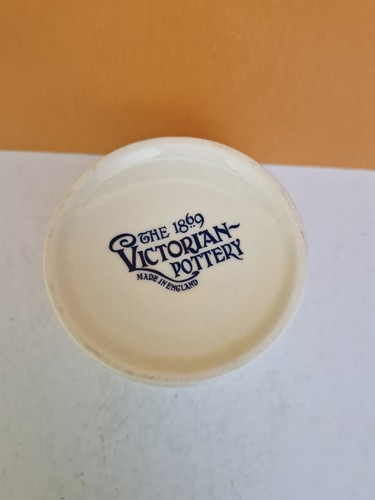 THE 1869
VICTORIAN-
POTTERY
MADE IN ENGLAND